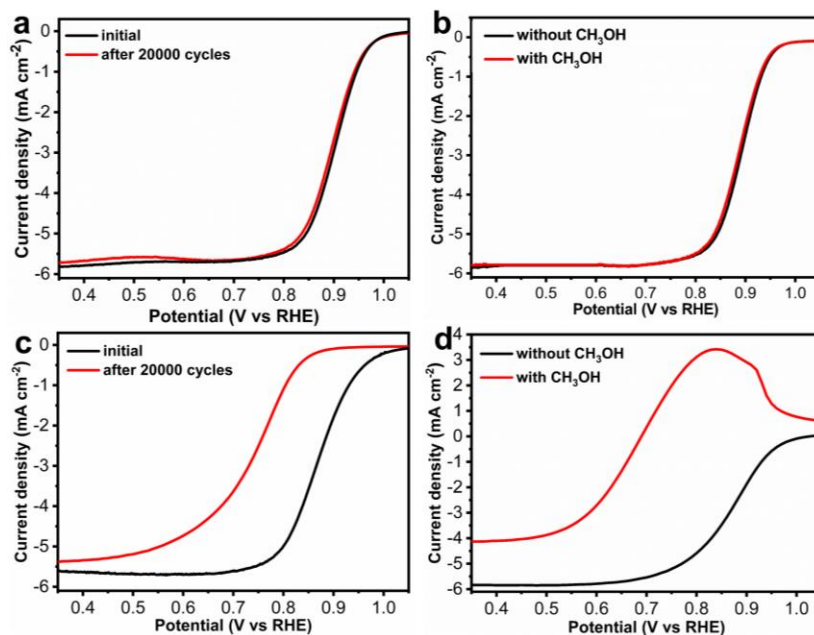 a
initial
after 20000 cycles
Current density (mA cm⁻²)
0
-1
-2
-3
-4
-5
-6
0.4 0.5 0.6 0.7 0.8 0.9 1.0
Potential (V vs RHE)
b
without CH₃OH
with CH₃OH
Current density (mA cm⁻²)
0
-1
-2
-3
-4
-5
-6
0.4 0.5 0.6 0.7 0.8 0.9 1.0
Potential (V vs RHE)
c
initial
after 20000 cycles
Current density (mA cm⁻²)
0
-1
-2
-3
-4
-5
-6
0.4 0.5 0.6 0.7 0.8 0.9 1.0
Potential (V vs RHE)
d
without CH₃OH
with CH₃OH
Current density (mA cm⁻²)
4
3
2
1
0
-1
-2
-3
-4
-5
-6
0.4 0.5 0.6 0.7 0.8 0.9 1.0
Potential (V vs RHE)